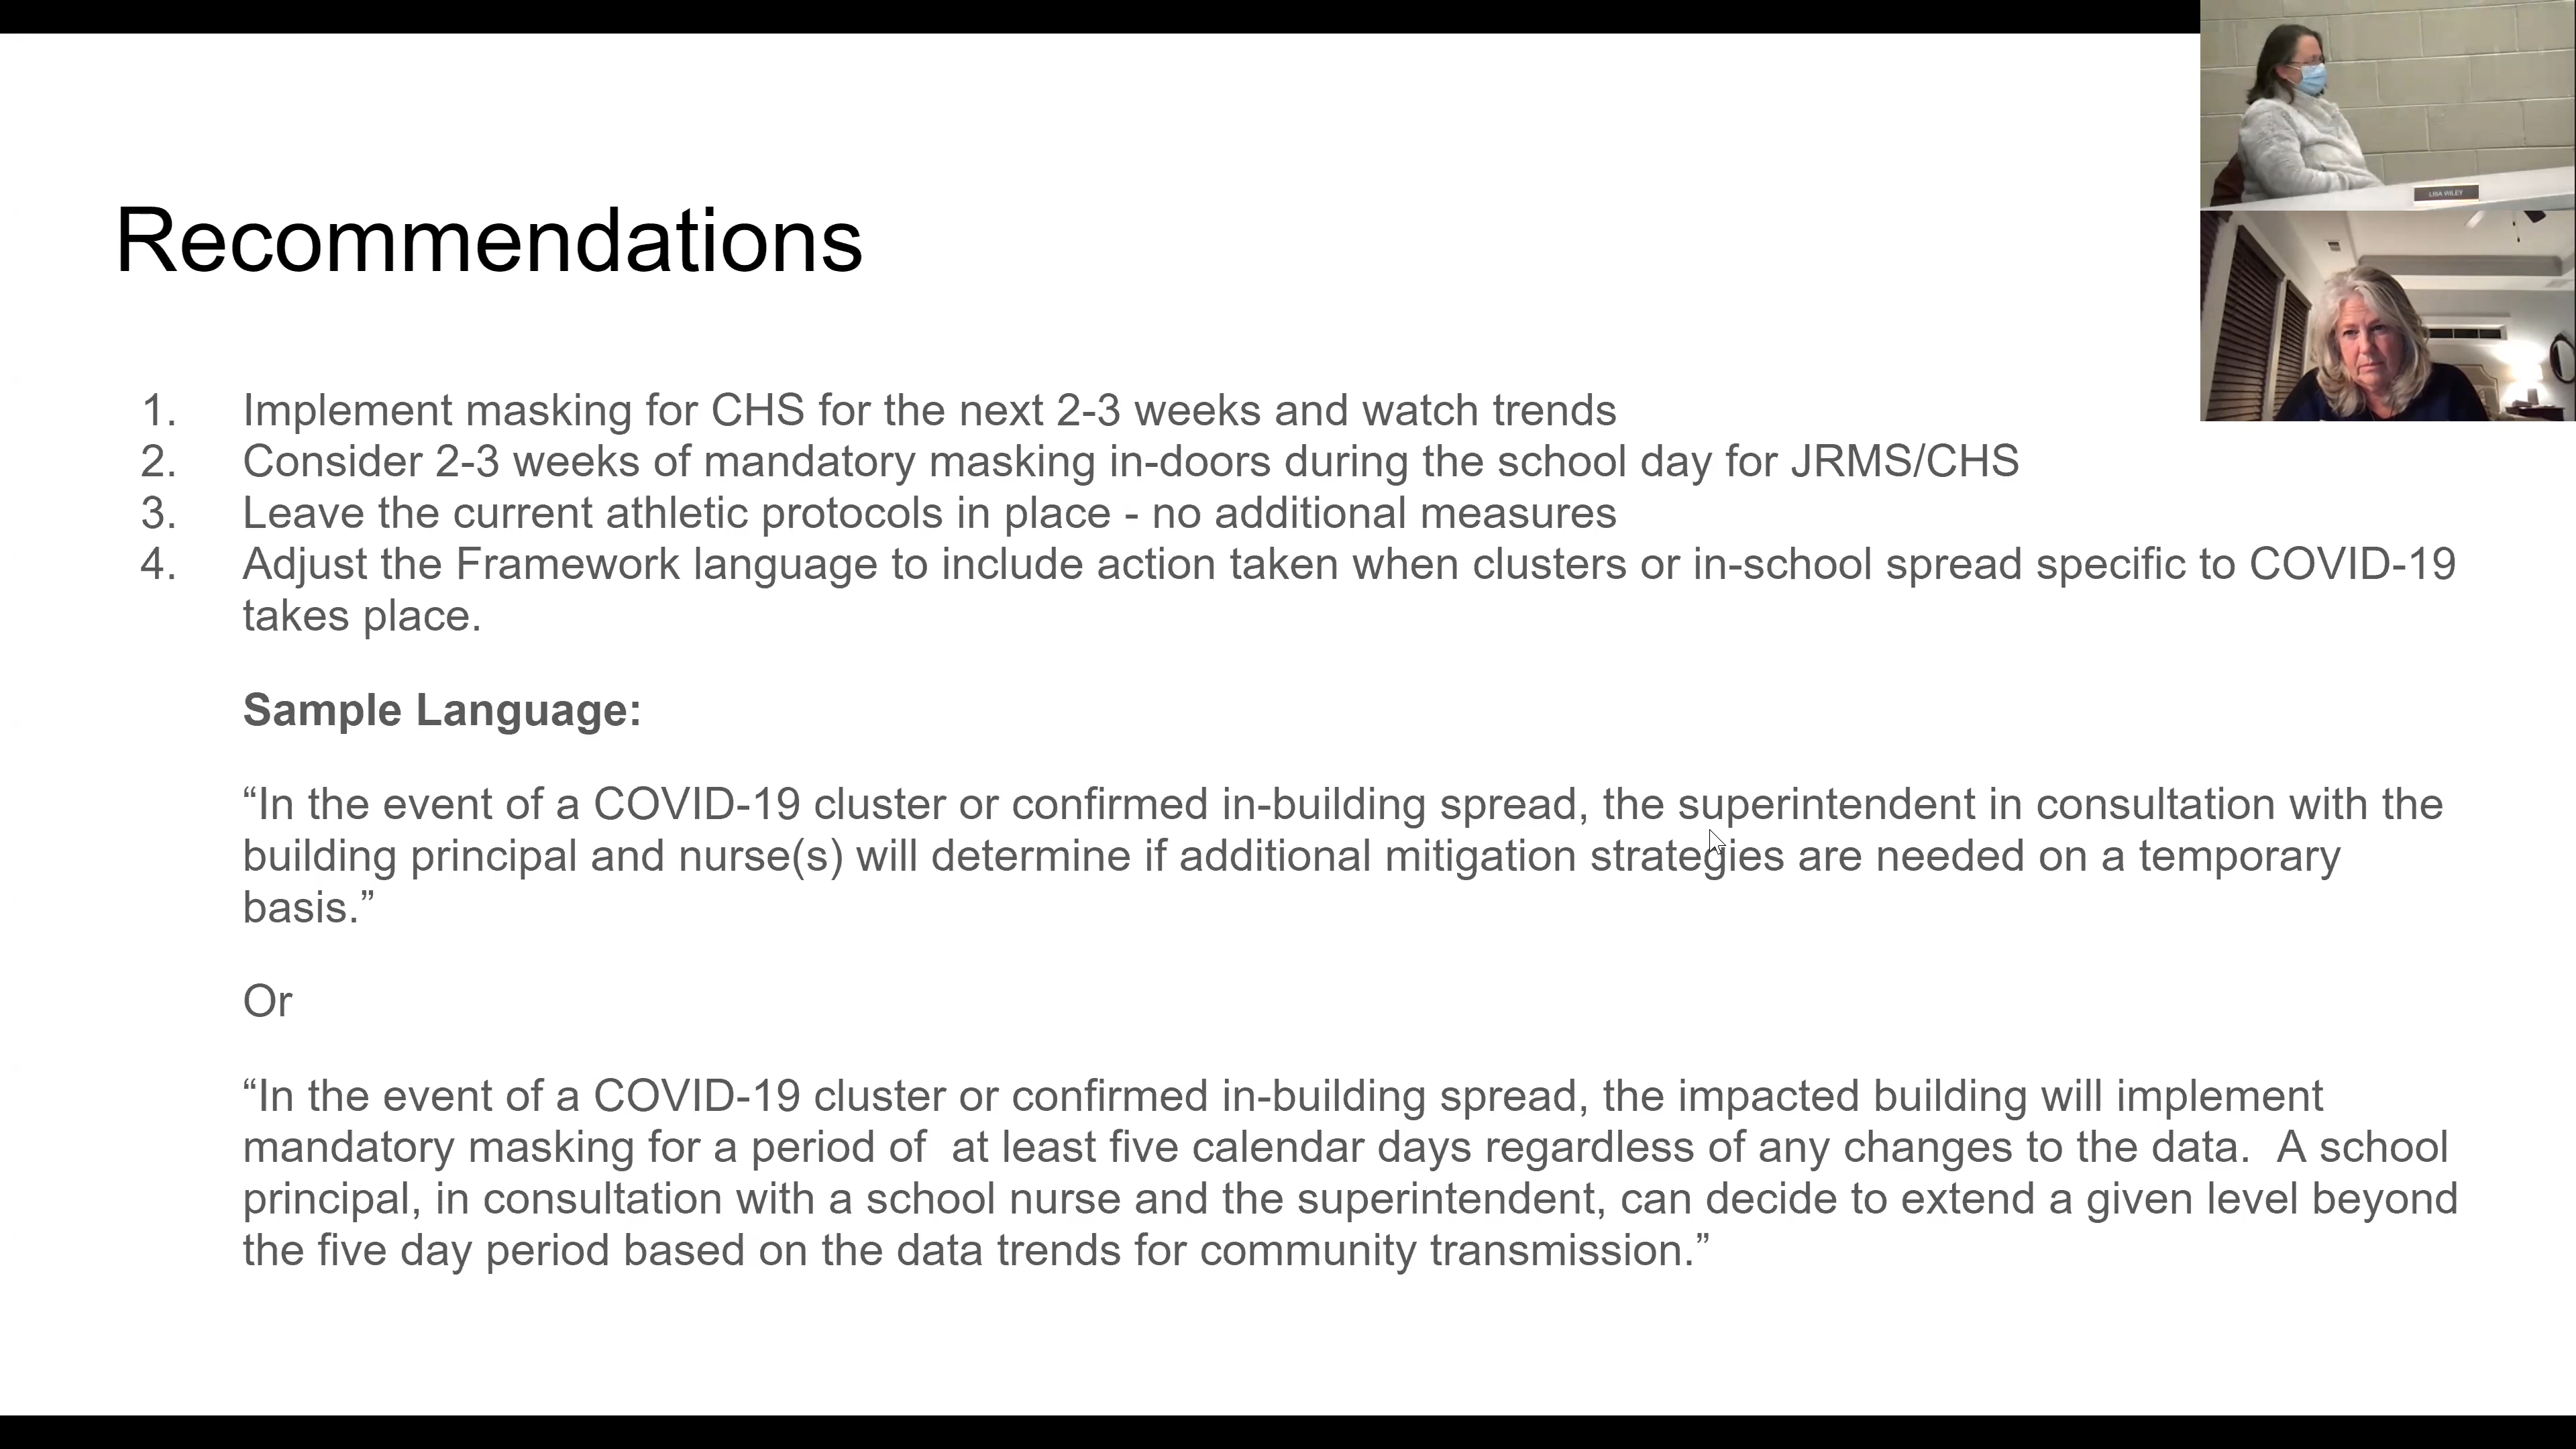 Recommendations
1. Implement masking for CHS for the next 2-3 weeks and watch trends
2. Consider 2-3 weeks of mandatory masking in-doors during the school day for JRMS/CHS
3. Leave the current athletic protocols in place - no additional measures
4. Adjust the Framework language to include action taken when clusters or in-school spread specific to COVID-19
takes place.
Sample Language:
“In the event of a COVID-19 cluster or confirmed in-building spread, the superintendent in consultation with the
building principal and nurse(s) will determine if additional mitigation strategies are needed on a temporary
basis.”
Or
“In the event of a COVID-19 cluster or confirmed in-building spread, the impacted building will implement
mandatory masking for a period of  at least five calendar days regardless of any changes to the data.  A school
principal, in consultation with a school nurse and the superintendent, can decide to extend a given level beyond
the five day period based on the data trends for community transmission.”
LISA WILEY